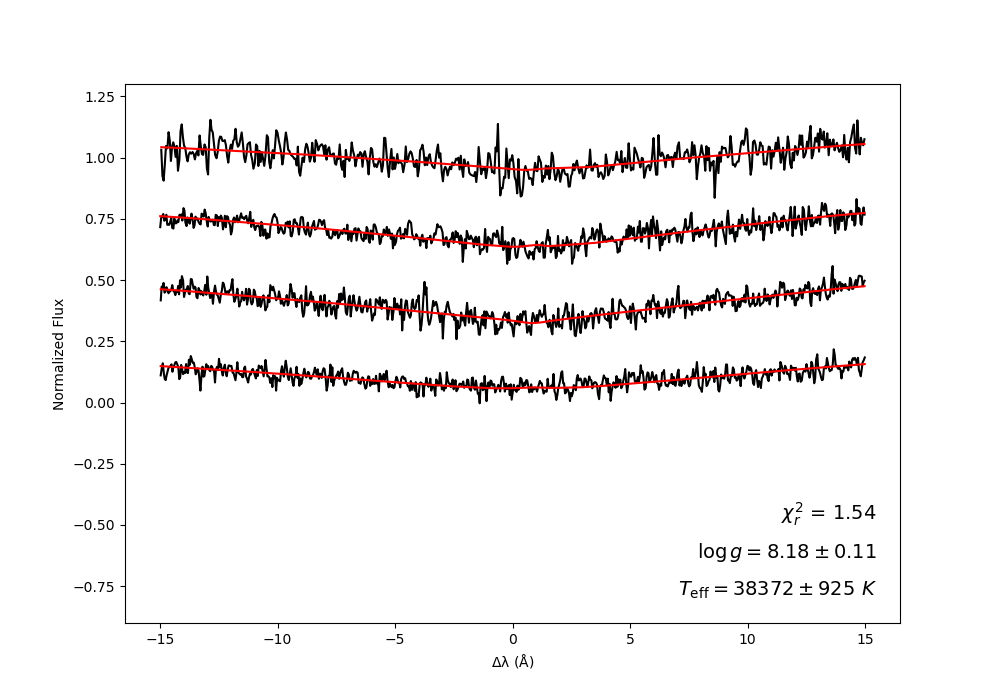 1.25
1.00
0.75
0.50
0.25
0.00
−0.25
−0.50
−0.75
Normalized Flux
χ²ᵣ = 1.54
log g = 8.18 ± 0.11
T_eff = 38372 ± 925 K
−15 −10 −5 0 5 10 15
Δλ (Å)